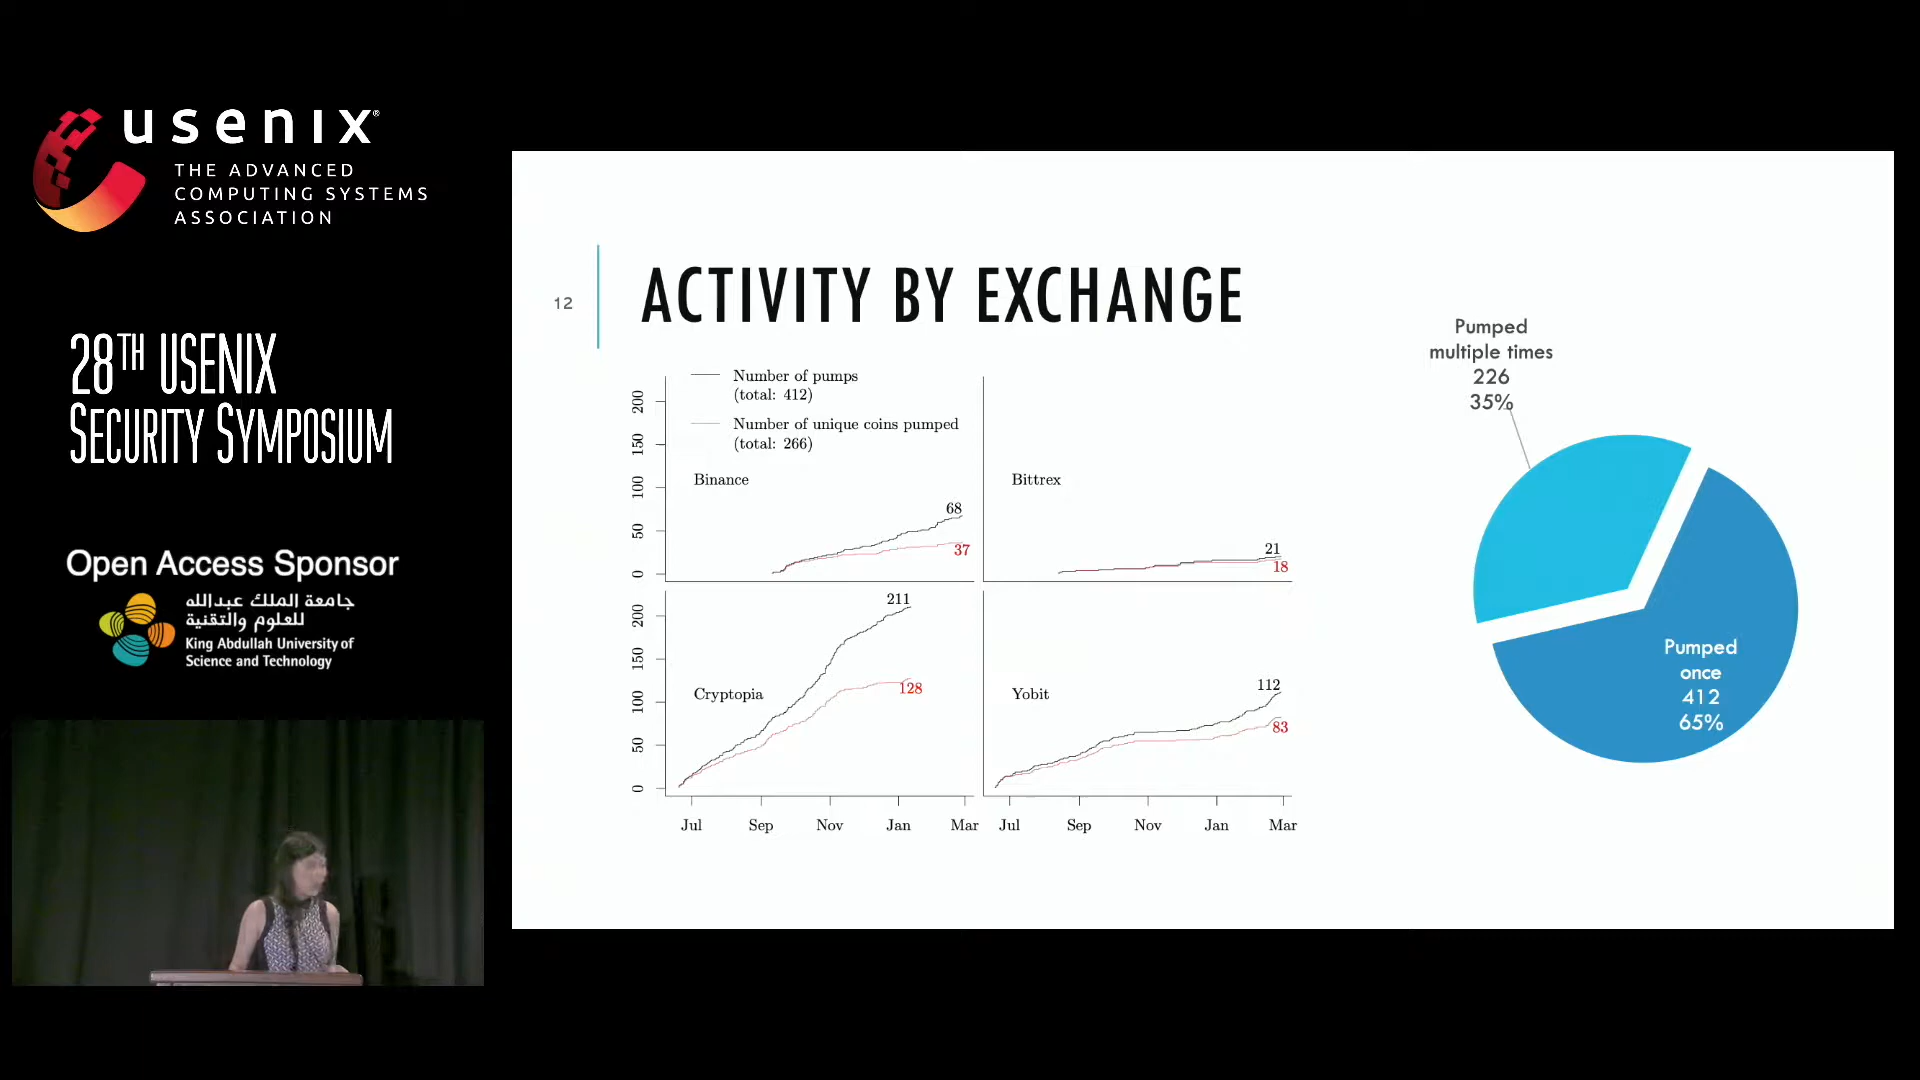 usenix®
THE ADVANCED
COMPUTING SYSTEMS
ASSOCIATION
28TH USENIX
SECURITY SYMPOSIUM
Open Access Sponsor
جامعة الملك عبدالله
للعلوم والتقنية
King Abdullah University of
Science and Technology
12
ACTIVITY BY EXCHANGE
Number of pumps
(total: 412)
Number of unique coins pumped
(total: 266)
Binance
200
150
100
50
0
68
37
Bittrex
21
18
Cryptopia
200
150
100
50
0
211
128
Yobit
112
83
Jul Sep Nov Jan Mar
Jul Sep Nov Jan Mar
Pumped
multiple times
226
35%
Pumped
once
412
65%